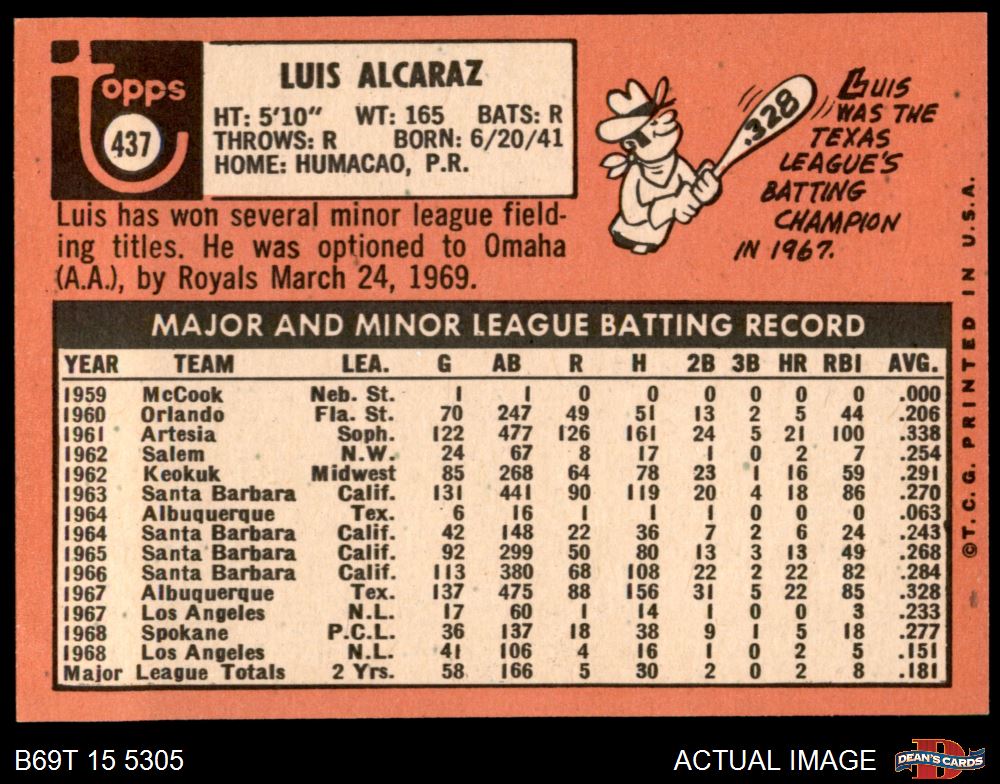 Topps
437
LUIS ALCARAZ
HT: 5'10" WT: 165 BATS: R
THROWS: R BORN: 6/20/41
HOME: HUMACAO, P.R.
.328
LUIS
WAS THE
TEXAS
LEAGUE'S
BATTING
CHAMPION
IN 1967.
Luis has won several minor league field-
ing titles. He was optioned to Omaha
(A.A.), by Royals March 24, 1969.
MAJOR AND MINOR LEAGUE BATTING RECORD
YEAR TEAM LEA. G AB R H 2B 3B HR RBI AVG.
1959 McCook Neb. St. 1 1 0 0 0 0 0 0 .000
1960 Orlando Fla. St. 70 247 49 51 13 2 5 44 .206
1961 Artesia Soph. 122 477 126 161 24 5 21 100 .338
1962 Salem N.W. 24 67 8 17 1 0 2 7 .254
1962 Keokuk Midwest 85 268 64 78 23 1 16 59 .291
1963 Santa Barbara Calif. 131 441 90 119 20 4 18 86 .270
1964 Albuquerque Tex. 6 16 1 1 1 0 0 0 .063
1964 Santa Barbara Calif. 42 148 22 36 7 2 6 24 .243
1965 Santa Barbara Calif. 92 299 50 80 13 3 13 49 .268
1966 Santa Barbara Calif. 113 380 68 108 22 2 22 82 .284
1967 Albuquerque Tex. 137 475 88 156 31 5 22 85 .328
1967 Los Angeles N.L. 17 60 1 14 1 0 0 3 .233
1968 Spokane P.C.L. 36 137 18 38 9 1 5 18 .277
1968 Los Angeles N.L. 41 106 4 16 1 0 2 5 .151
Major League Totals 2 Yrs. 58 166 5 30 2 0 2 8 .181
© T.C.G. PRINTED IN U.S.A.
B69T 15 5305
ACTUAL IMAGE
D
DEAN'S CARDS